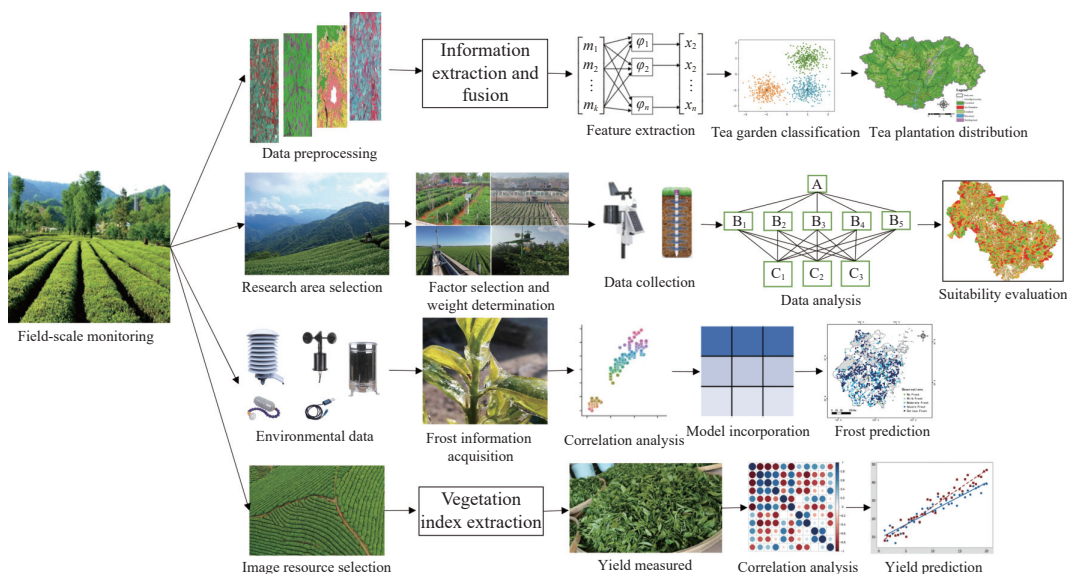 Information
extraction and
fusion
m1
m2
⋮
mk
φ1
φ2
φn
x2
x2
⋮
xn
Data preprocessing
Feature extraction
Tea garden classification
Tea plantation distribution
A
B1
B2
B3
B4
B5
C1
C2
C3
Research area selection
Factor selection and
weight determination
Data collection
Data analysis
Suitability evaluation
Field-scale monitoring
Environmental data
Frost information
acquisition
Correlation analysis
Model incorporation
Frost prediction
Vegetation
index extraction
Image resource selection
Yield measured
Correlation analysis
Yield prediction